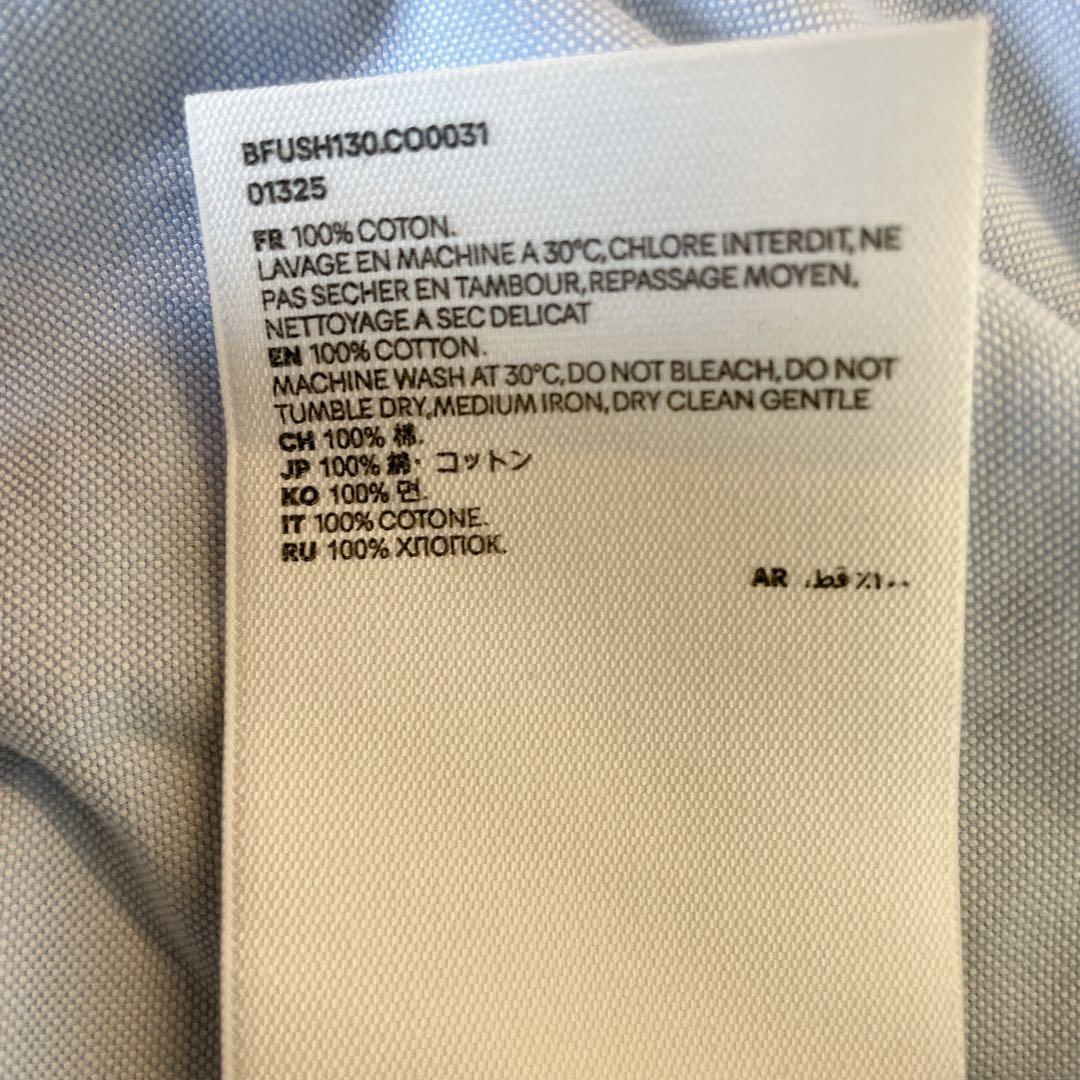 BFUSH130.CO0031
01325
FR 100% COTON.
LAVAGE EN MACHINE A 30°C, CHLORE INTERDIT, NE
PAS SECHER EN TAMBOUR, REPASSAGE MOYEN,
NETTOYAGE A SEC DELICAT
EN 100% COTTON.
MACHINE WASH AT 30°C, DO NOT BLEACH, DO NOT
TUMBLE DRY, MEDIUM IRON, DRY CLEAN GENTLE
CH 100% 棉.
JP 100% 綿・コットン
KO 100% 면.
IT 100% COTONE.
RU 100% ХЛОПОК.
AR ١٠٠٪ قط.